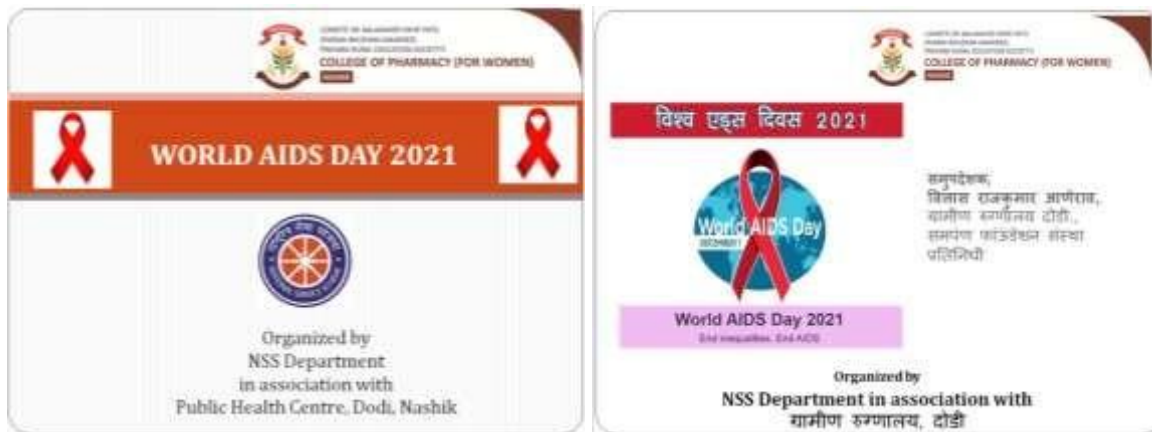 COLLEGE OF PHARMACY (FOR WOMEN)
WORLD AIDS DAY 2021
Organized by
NSS Department
in association with
Public Health Centre, Dodi, Nashik
COLLEGE OF PHARMACY (FOR WOMEN)
विश्व एड्स दिवस 2021
World AIDS Day
World AIDS Day 2021
End inequalities. End AIDS
समुपदेशक,
विलास राजकुमार आणेराव,
ग्रामीण रुग्णालय दोडी,
समर्पण फाउंडेशन संस्था
प्रतिनिधी
Organized by
NSS Department in association with
ग्रामीण रुग्णालय, दोडी